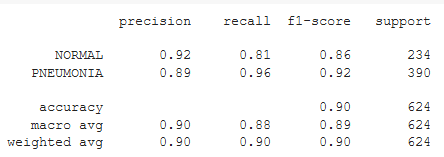 precision recall f1-score support
NORMAL 0.92 0.81 0.86 234
PNEUMONIA 0.89 0.96 0.92 390
accuracy 0.90 624
macro avg 0.90 0.88 0.89 624
weighted avg 0.90 0.90 0.90 624